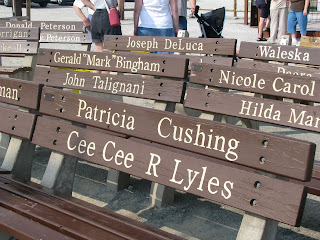 Donald Peterson
Peterson
Joseph DeLuca
Gerald "Mark" Bingham
John Talignani
Patricia Cushing
Cee Cee R Lyles
Waleska
Nicole Carol
Hilda Mar